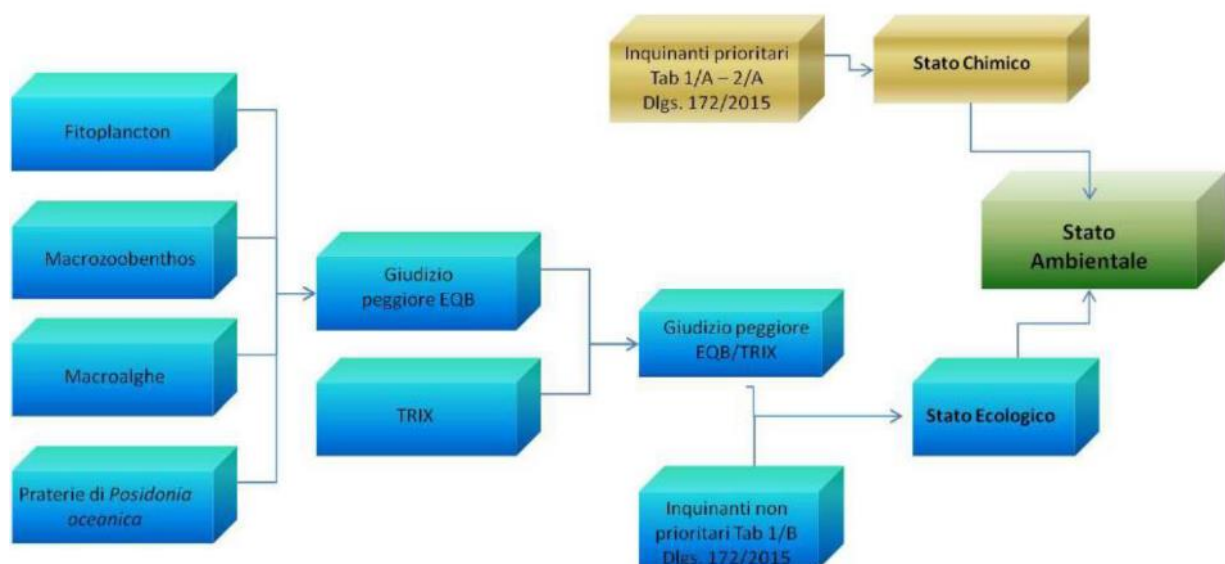 Inquinanti prioritari
Tab 1/A – 2/A
Dlgs. 172/2015
Stato Chimico
Fitoplancton
Macrozoobenthos
Macroalghe
Praterie di Posidonia
oceanica
Giudizio
peggiore EQB
TRIX
Giudizio peggiore
EQB/TRIX
Inquinanti non
prioritari Tab 1/B
Dlgs. 172/2015
Stato Ecologico
Stato
Ambientale